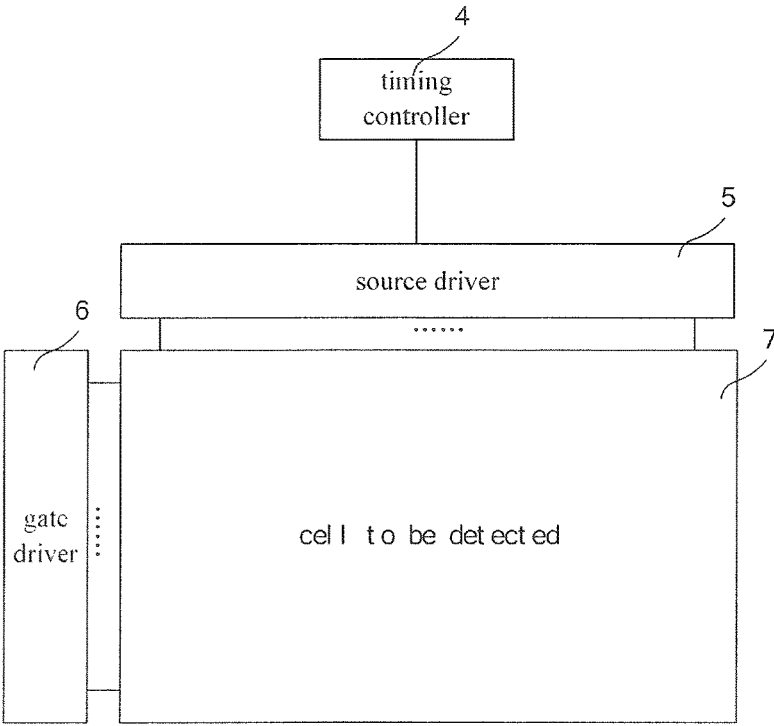 4
timing
controller
5
source driver
......
6
7
gate
driver
cell to be detected